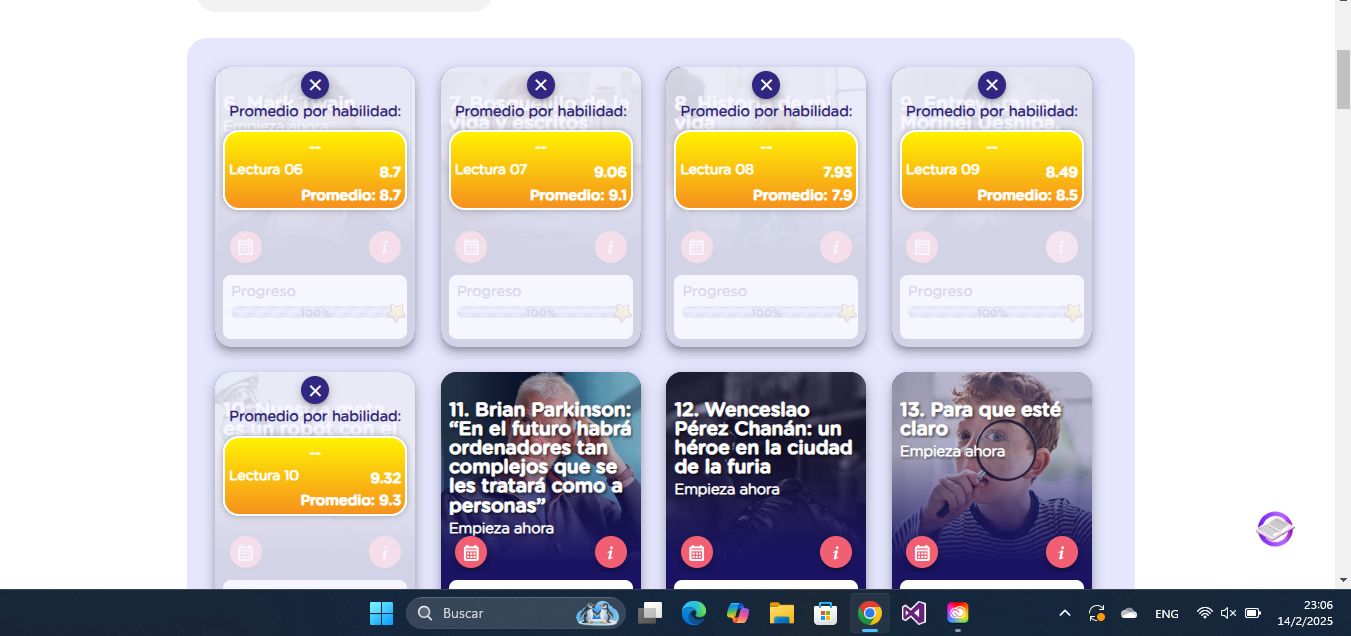 Promedio por habilidad:
--
Lectura 06 8.7
Promedio: 8.7
Progreso
100%
Promedio por habilidad:
--
Lectura 07 9.06
Promedio: 9.1
Progreso
100%
Promedio por habilidad:
--
Lectura 08 7.93
Promedio: 7.9
Progreso
100%
Promedio por habilidad:
--
Lectura 09 8.49
Promedio: 8.5
Progreso
100%
Promedio por habilidad:
--
Lectura 10 9.32
Promedio: 9.3
11. Brian Parkinson:
“En el futuro habrá
ordenadores tan
complejos que se
les tratará como a
personas”
Empieza ahora
12. Wenceslao
Pérez Chanán: un
héroe en la ciudad
de la furia
Empieza ahora
13. Para que esté
claro
Empieza ahora
Buscar
ENG
23:06
14/2/2025